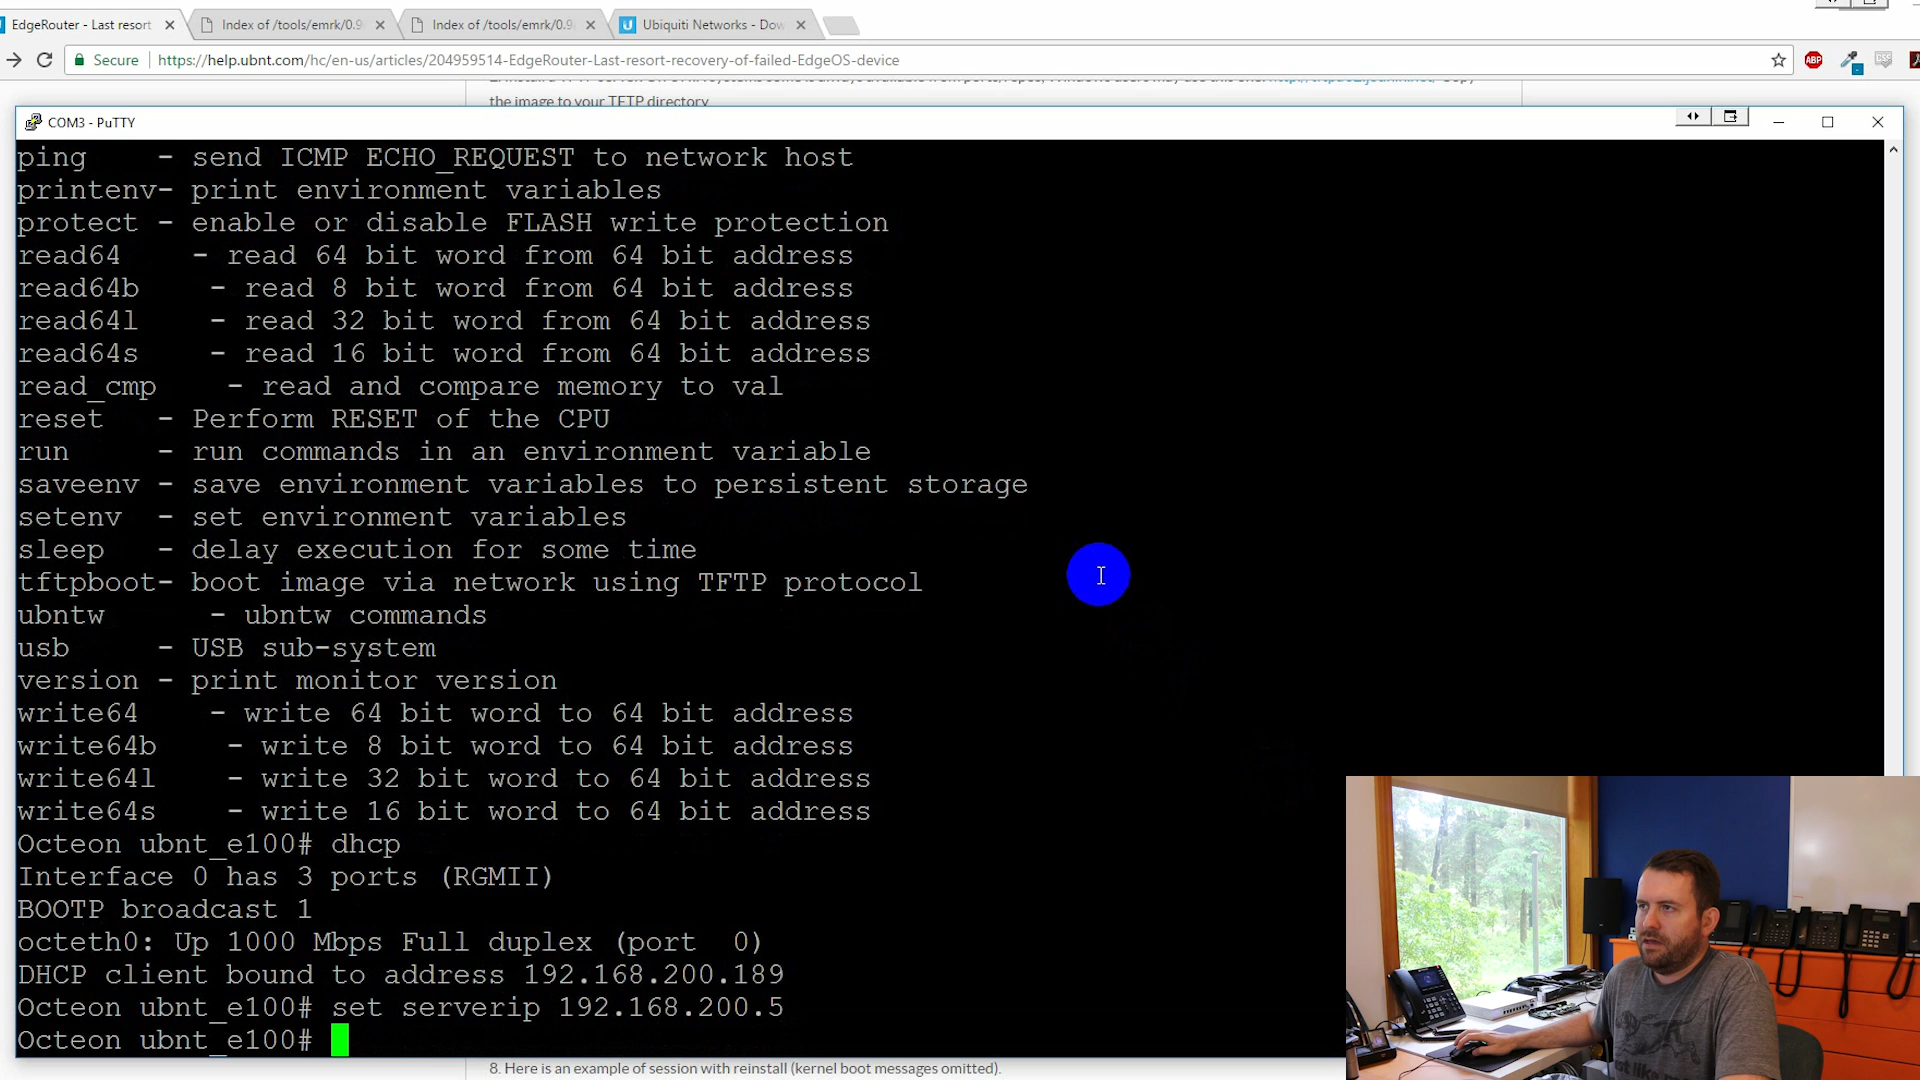 EdgeRouter - Last resort
Index of /tools/emrk/0.9
Index of /tools/emrk/0.9
Ubiquiti Networks - Dow
Secure
https://help.ubnt.com/hc/en-us/articles/204959514-EdgeRouter-Last-resort-recovery-of-failed-EdgeOS-device
ABP
the image to your TFTP directory
COM3 - PuTTY
ping    - send ICMP ECHO_REQUEST to network host
printenv- print environment variables
protect - enable or disable FLASH write protection
read64    - read 64 bit word from 64 bit address
read64b    - read 8 bit word from 64 bit address
read64l    - read 32 bit word from 64 bit address
read64s    - read 16 bit word from 64 bit address
read_cmp    - read and compare memory to val
reset   - Perform RESET of the CPU
run     - run commands in an environment variable
saveenv - save environment variables to persistent storage
setenv  - set environment variables
sleep   - delay execution for some time
tftpboot- boot image via network using TFTP protocol
ubntw      - ubntw commands
usb     - USB sub-system
version - print monitor version
write64    - write 64 bit word to 64 bit address
write64b    - write 8 bit word to 64 bit address
write64l    - write 32 bit word to 64 bit address
write64s    - write 16 bit word to 64 bit address
Octeon ubnt_e100# dhcp
Interface 0 has 3 ports (RGMII)
BOOTP broadcast 1
octeth0: Up 1000 Mbps Full duplex (port  0)
DHCP client bound to address 192.168.200.189
Octeon ubnt_e100# set serverip 192.168.200.5
Octeon ubnt_e100#
8. Here is an example of session with reinstall (kernel boot messages omitted).